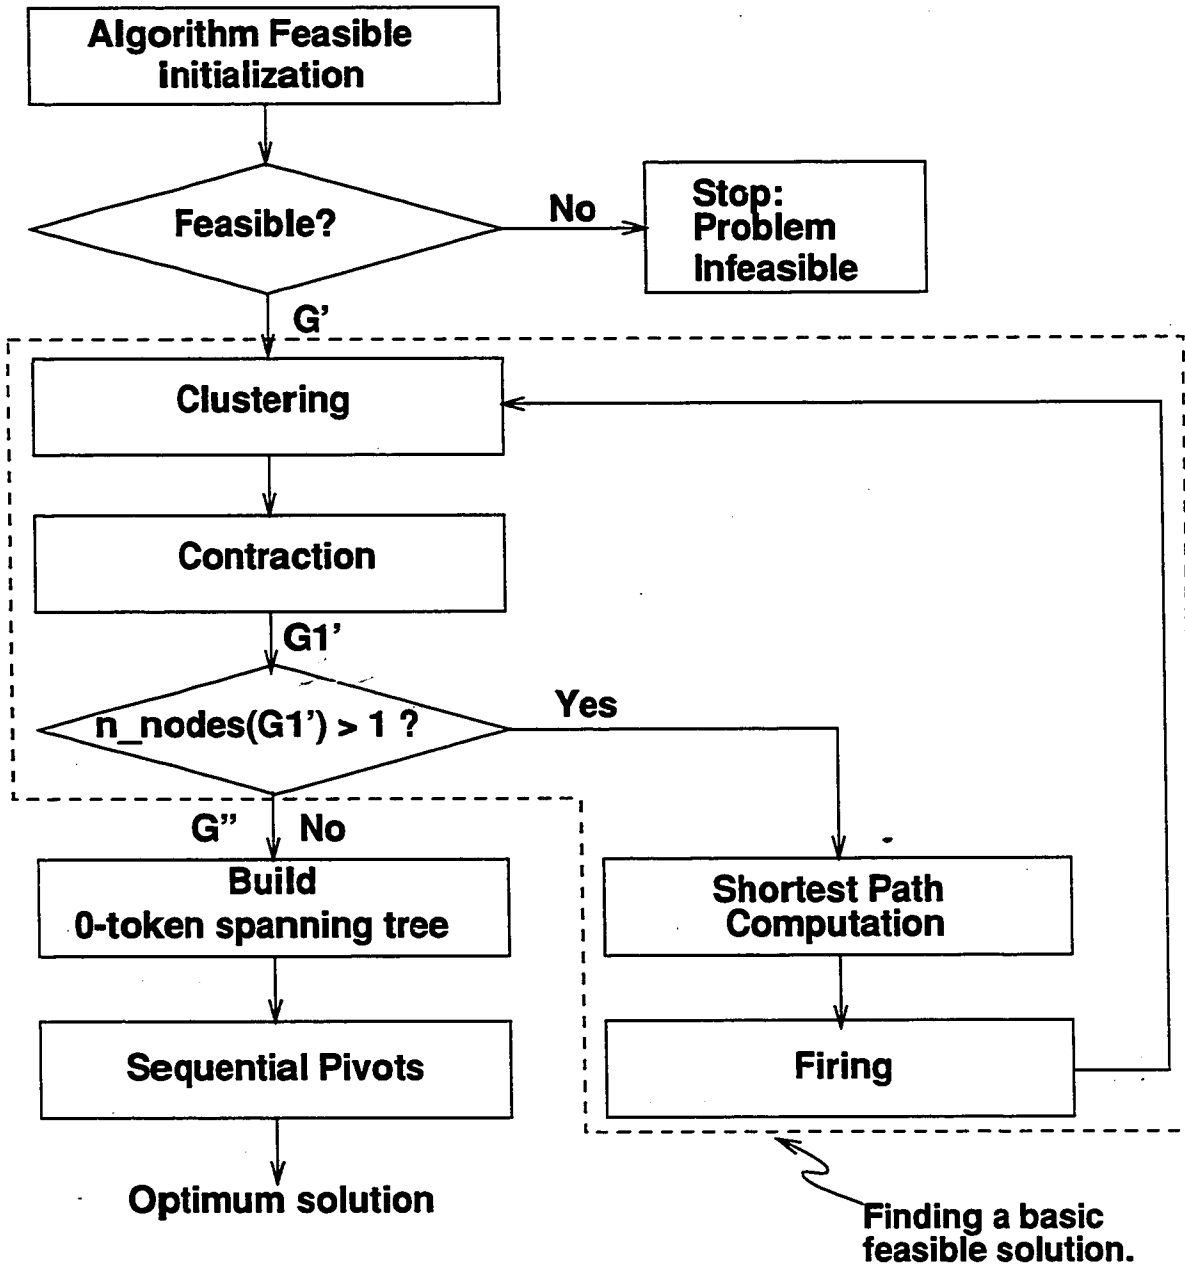 Algorithm Feasible
initialization
Feasible?
No
Stop:
Problem
Infeasible
G'
Clustering
Contraction
G1'
n_nodes(G1') > 1 ?
Yes
G" No
Build
0-token spanning tree
Shortest Path
Computation
Sequential Pivots
Firing
Optimum solution
Finding a basic
feasible solution.